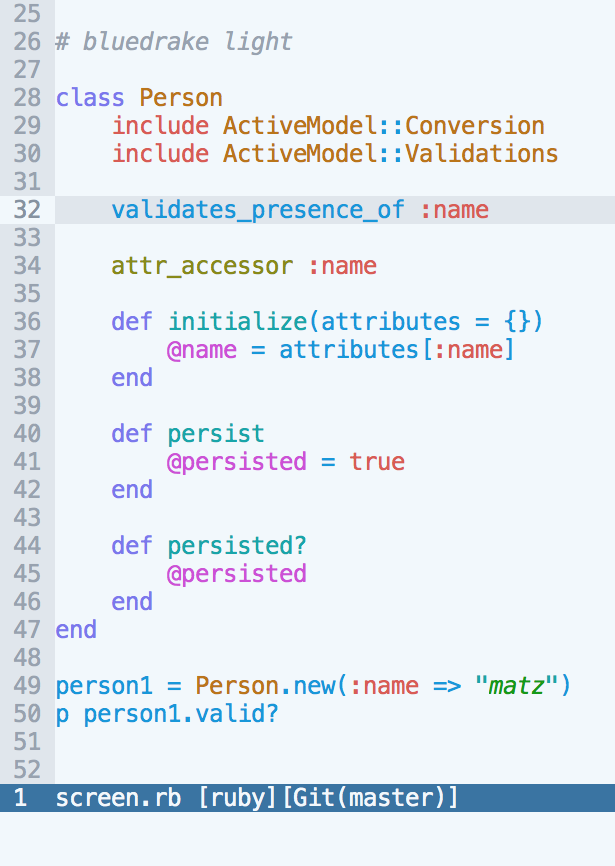 25
26 # bluedrake light
27
28 class Person
29     include ActiveModel::Conversion
30     include ActiveModel::Validations
31
32     validates_presence_of :name
33
34     attr_accessor :name
35
36     def initialize(attributes = {})
37         @name = attributes[:name]
38     end
39
40     def persist
41         @persisted = true
42     end
43
44     def persisted?
45         @persisted
46     end
47 end
48
49 person1 = Person.new(:name => "matz")
50 p person1.valid?
51
52
1  screen.rb [ruby][Git(master)]